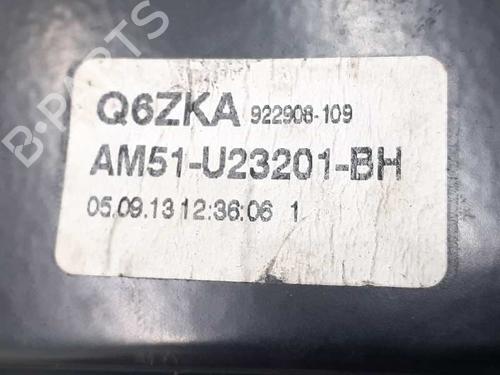 B-PARTS
Q6ZKA 922908-109
AM51-U23201-BH
05.09.13 12:36:06 1